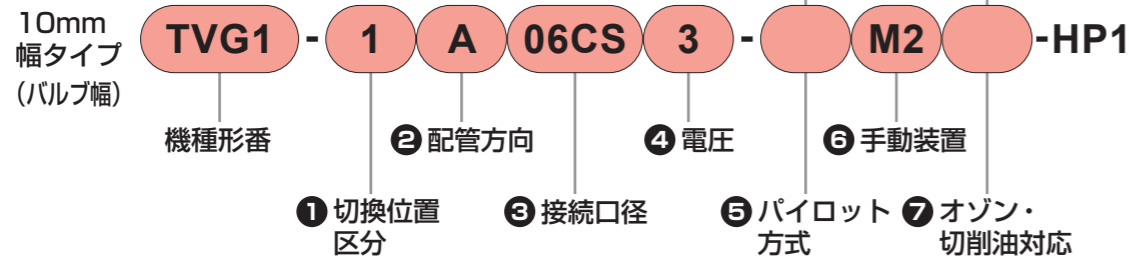 10mm
幅タイプ
(バルブ幅)
TVG1 - 1 A 06CS 3 - M2 -HP1
機種形番
❷配管方向
❹電圧
❻手動装置
❶切換位置
区分
❸接続口径
❺パイロット
方式
❼オゾン・
切削油対応